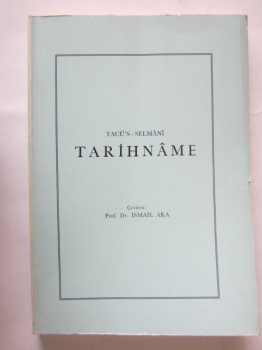 TACÜ'S - SELMÂNÎ
TARİHNÂME
Çeviren:
Prof. Dr. İSMAİL AKA